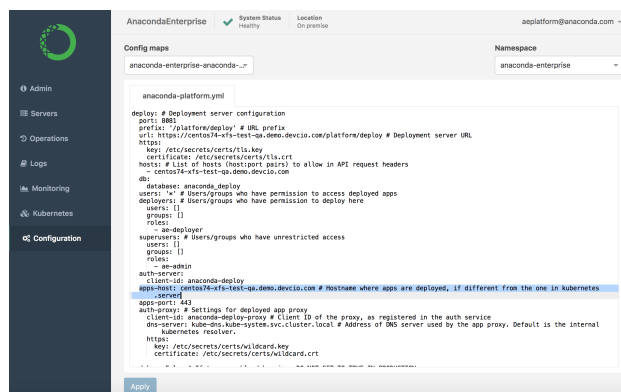 AnacondaEnterprise
System Status
Healthy
Location
On premise
aeplatform@anaconda.com
Config maps
Namespace
anaconda-enterprise-anaconda-...
anaconda-enterprise
Admin
Servers
Operations
Logs
Monitoring
Kubernetes
Configuration
anaconda-platform.yml
deploy: # Deployment server configuration
port: 8081
prefix: '/platform/deploy' # URL prefix
url: https://centos74-xfs-test-qa.demo.devcio.com/platform/deploy # Deployment server URL
https:
key: /etc/secrets/certs/tls.key
certificate: /etc/secrets/certs/tls.crt
hosts: # List of hosts (host:port pairs) to allow in API request headers
- centos74-xfs-test-qa.demo.devcio.com
db:
database: anaconda_deploy
users: '*' # Users/groups who have permission to access deployed apps
deployers: # Users/groups who have permission to deploy here
users: []
groups: []
roles:
- ae-deployer
superusers: # Users/groups who have unrestricted access
users: []
groups: []
roles:
- ae-admin
auth-server:
client-id: anaconda-deploy
apps-host: centos74-xfs-test-qa.demo.devcio.com # Hostname where apps are deployed, if different from the one in kubernetes
.server
apps-port: 443
auth-proxy: # Settings for deployed app proxy
client-id: anaconda-deploy-proxy # Client ID of the proxy, as registered in the auth service
dns-server: kube-dns.kube-system.svc.cluster.local # Address of DNS server used by the app proxy. Default is the internal
kubernetes resolver.
https:
key: /etc/secrets/certs/wildcard.key
certificate: /etc/secrets/certs/wildcard.crt
Apply